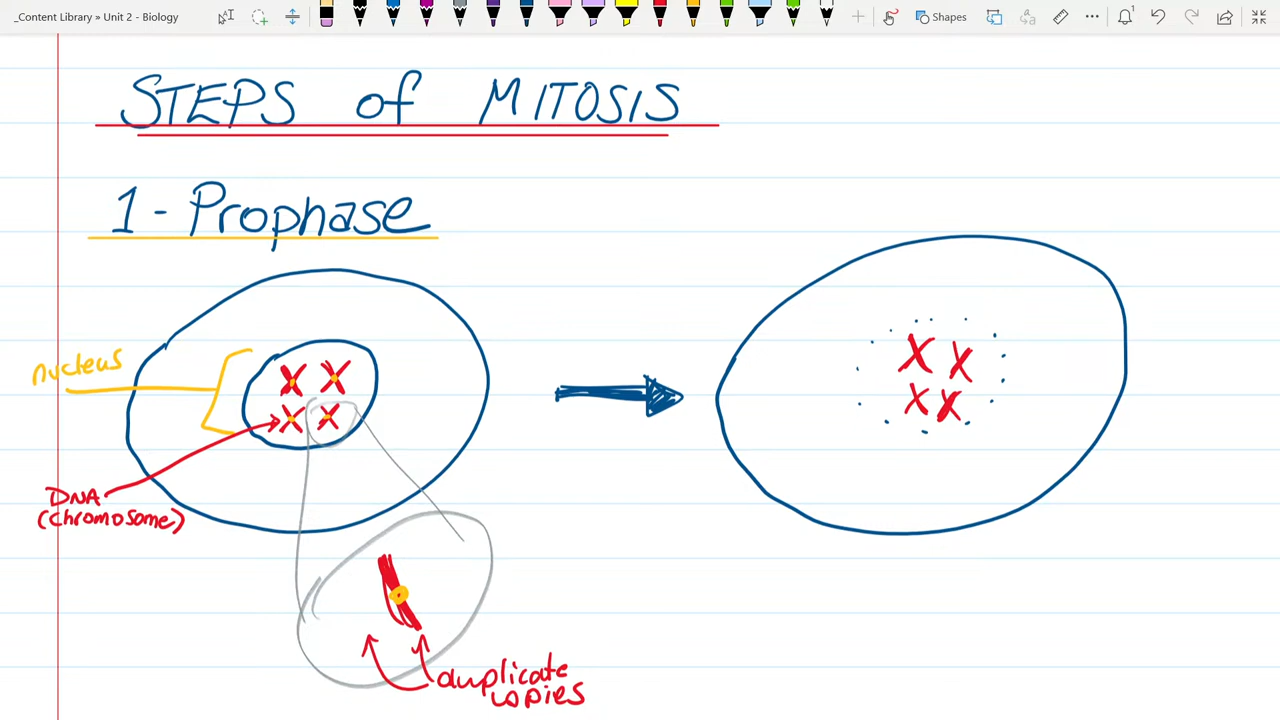 _Content Library » Unit 2 - Biology
Shapes
STEPS of MITOSIS
1 - Prophase
nucleus
DNA
(chromosome)
duplicate
copies